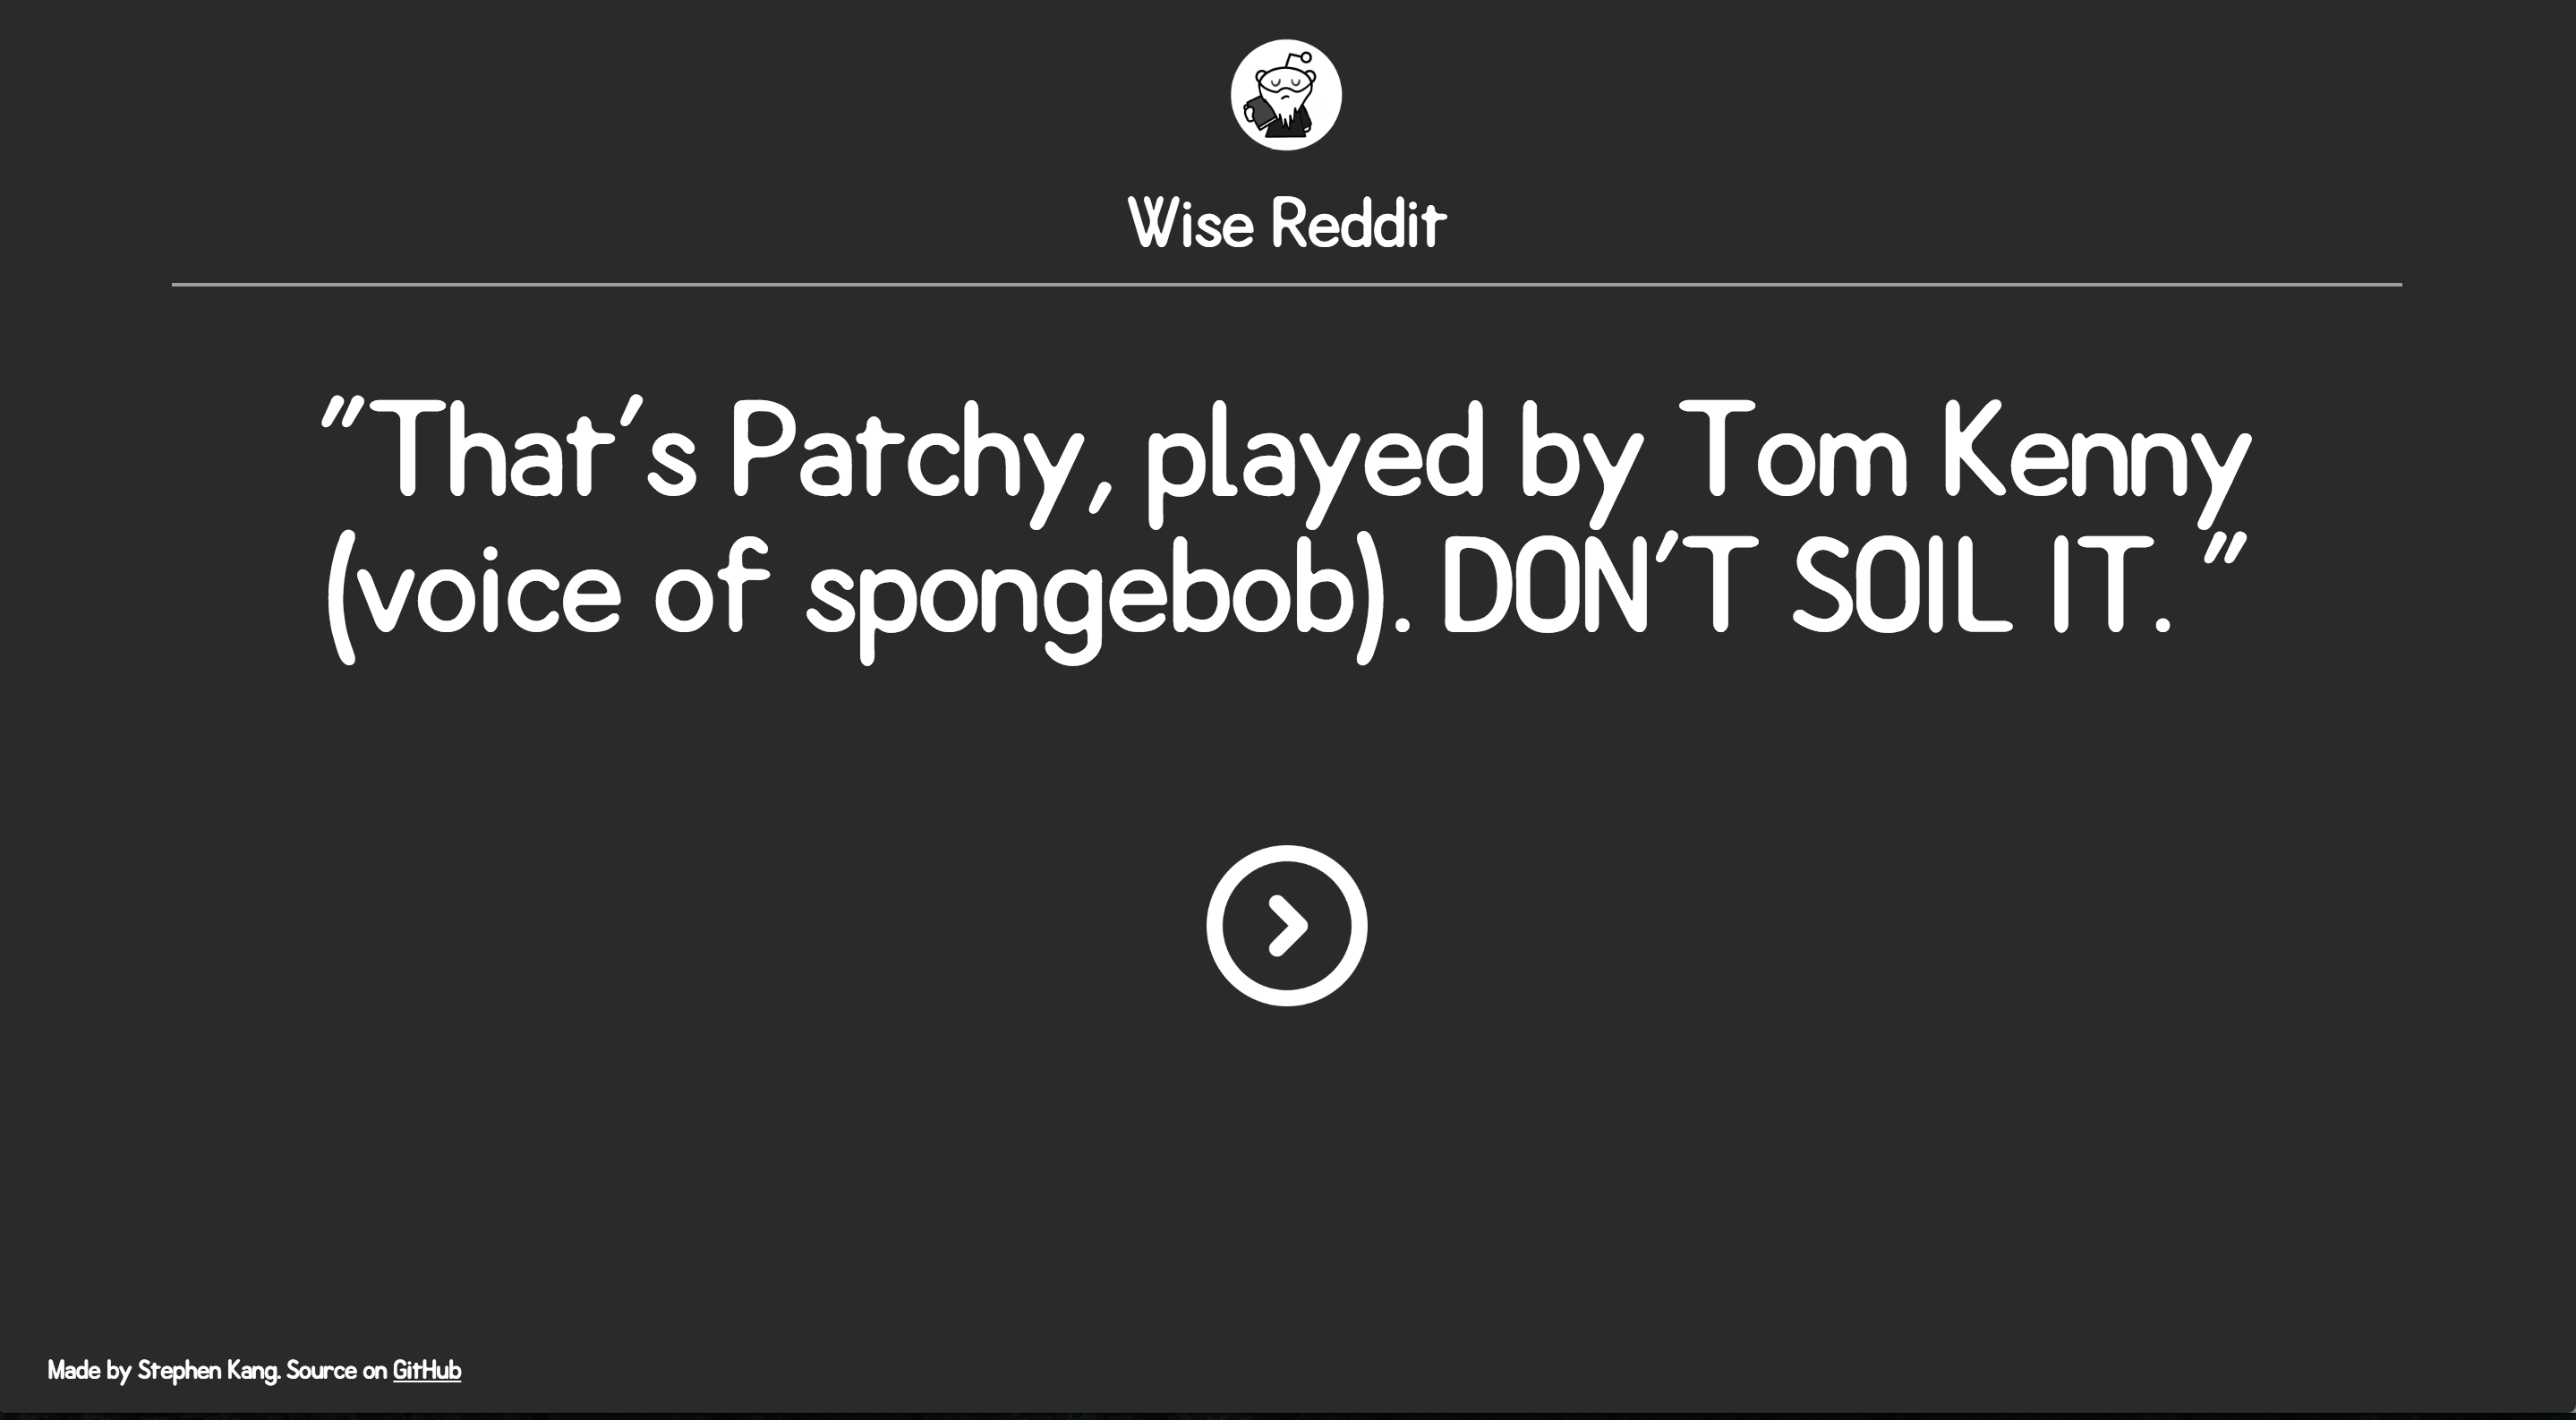 Wise Reddit
"That's Patchy, played by Tom Kenny
(voice of spongebob). DON'T SOIL IT."
Made by Stephen Kang. Source on GitHub